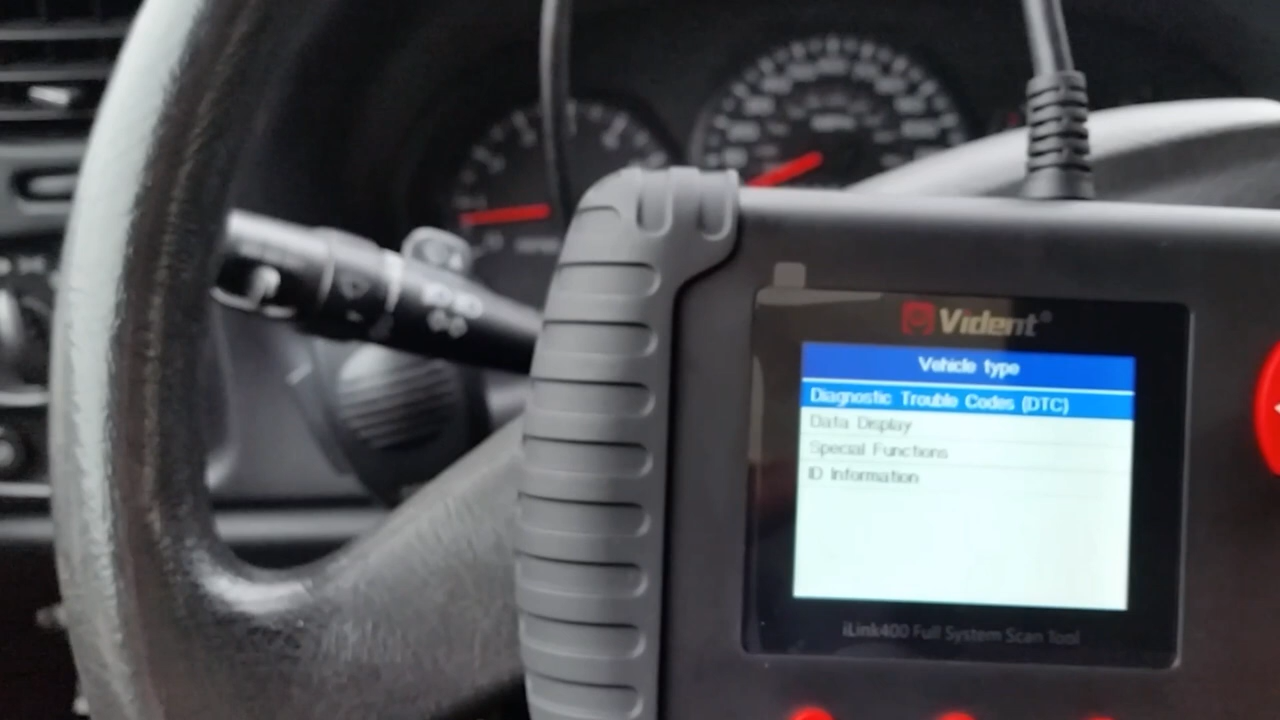 Vident®
Vehicle type
Diagnostic Trouble Codes (DTC)
Data Display
Special Functions
ID Information
iLink400 Full System Scan Tool